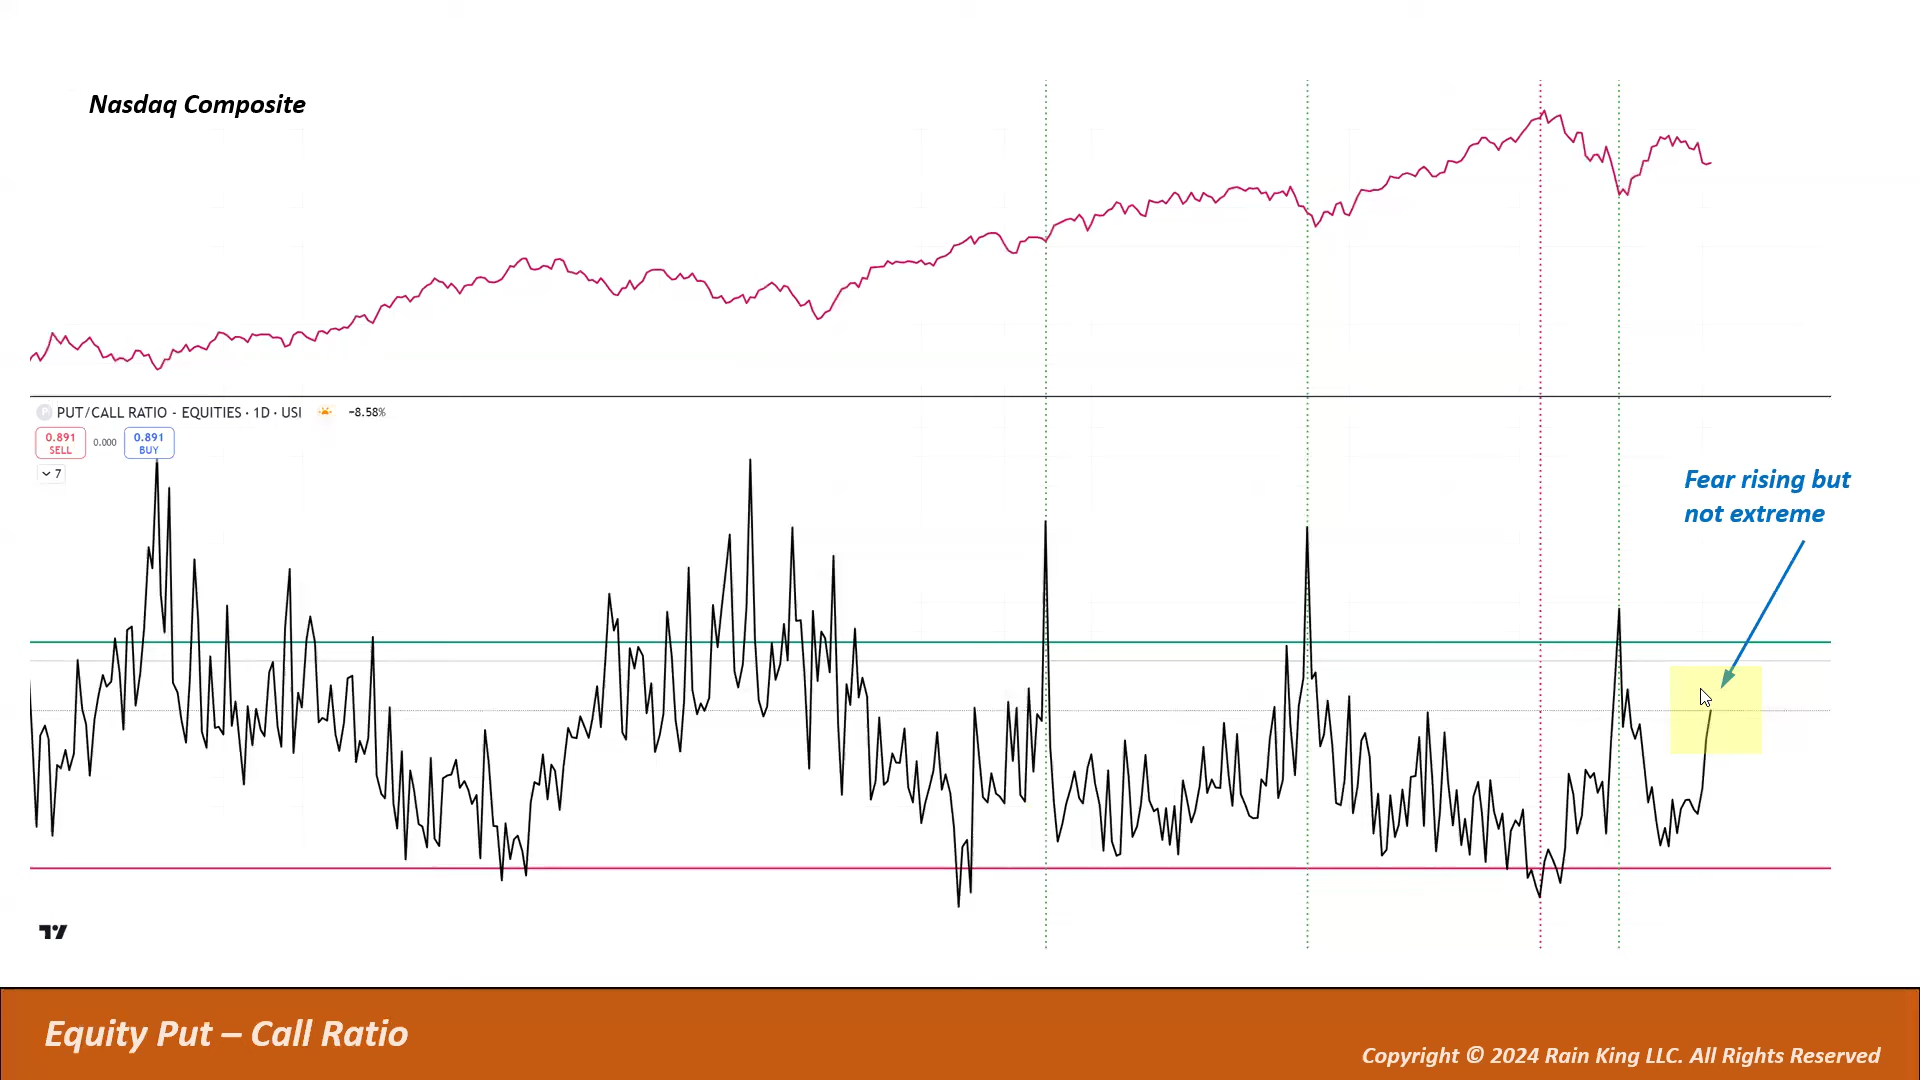 Nasdaq Composite
P PUT/CALL RATIO - EQUITIES · 1D · USI −8.58%
0.891 0.000 0.891
SELL BUY
7
Fear rising but
not extreme
Equity Put – Call Ratio
Copyright © 2024 Rain King LLC. All Rights Reserved